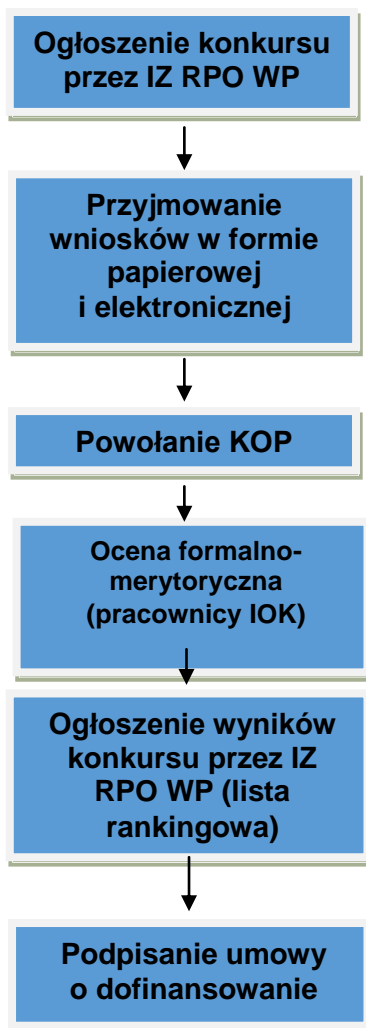 Ogłoszenie konkursu
przez IZ RPO WP
Przyjmowanie
wniosków w formie
papierowej
i elektronicznej
Powołanie KOP
Ocena formalno-
merytoryczna
(pracownicy IOK)
Ogłoszenie wyników
konkursu przez IZ
RPO WP (lista
rankingowa)
Podpisanie umowy
o dofinansowanie